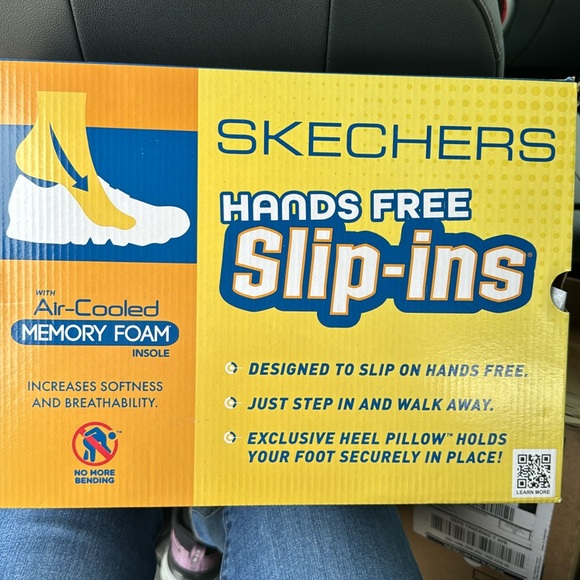 SKECHERS
HANDS FREE
Slip-ins®
WITH
Air-Cooled
MEMORY FOAM
INSOLE
INCREASES SOFTNESS
AND BREATHABILITY.
NO MORE
BENDING
™
DESIGNED TO SLIP ON HANDS FREE.
JUST STEP IN AND WALK AWAY.
EXCLUSIVE HEEL PILLOW™ HOLDS
YOUR FOOT SECURELY IN PLACE!
LEARN MORE